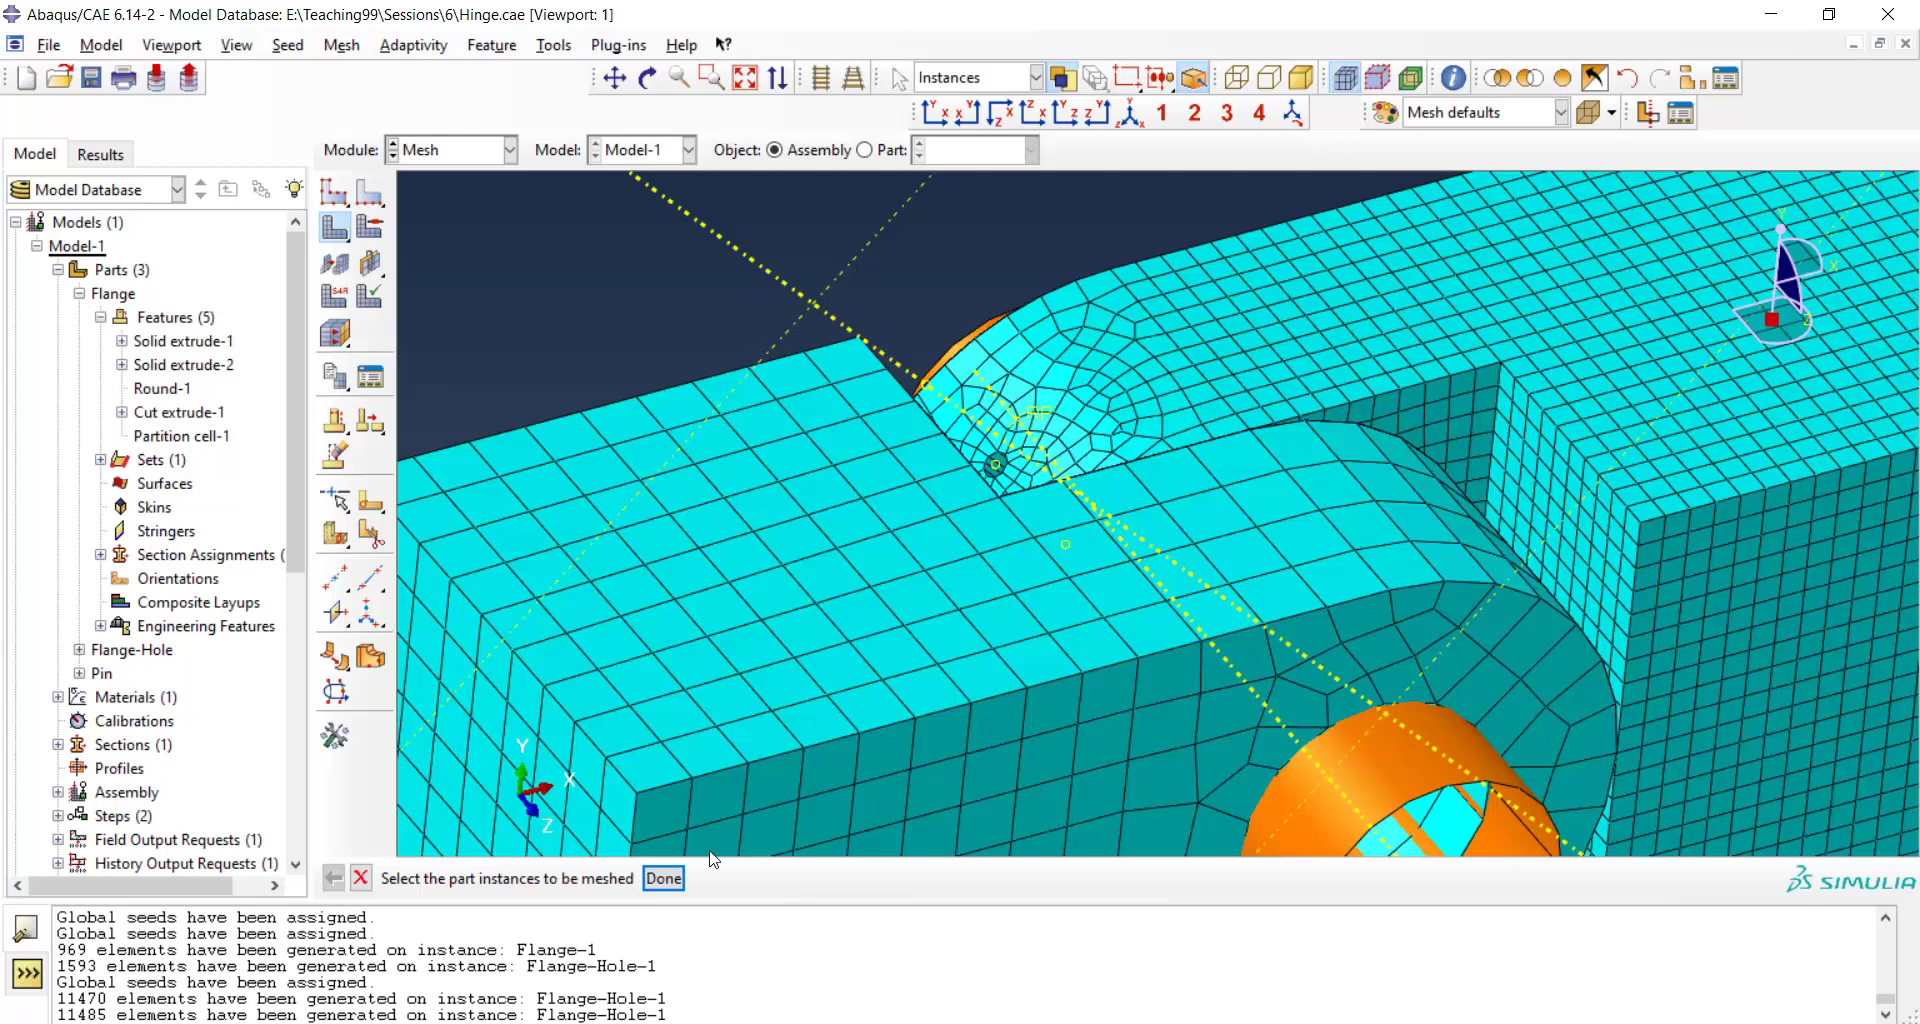 Abaqus/CAE 6.14-2 - Model Database: E:\Teaching99\Sessions\6\Hinge.cae [Viewport: 1]
File Model Viewport View Seed Mesh Adaptivity Feature Tools Plug-ins Help
Instances
1 2 3 4 Mesh defaults
Model Results
Module: Mesh Model: Model-1 Object: Assembly Part:
Model Database
Models (1)
Model-1
Parts (3)
Flange
Features (5)
Solid extrude-1
Solid extrude-2
Round-1
Cut extrude-1
Partition cell-1
Sets (1)
Surfaces
Skins
Stringers
Section Assignments (
Orientations
Composite Layups
Engineering Features
Flange-Hole
Pin
Materials (1)
Calibrations
Sections (1)
Profiles
Assembly
Steps (2)
Field Output Requests (1)
History Output Requests (1)
RP
Y
X
Z
Y
X
Z
Select the part instances to be meshed Done
SIMULIA
Global seeds have been assigned.
Global seeds have been assigned.
969 elements have been generated on instance: Flange-1
1593 elements have been generated on instance: Flange-Hole-1
Global seeds have been assigned.
11470 elements have been generated on instance: Flange-Hole-1
11485 elements have been generated on instance: Flange-Hole-1